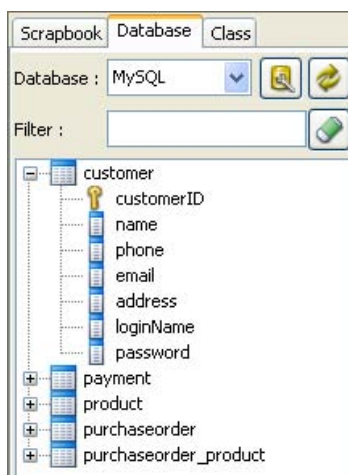 Scrapbook Database Class
Database : MySQL
Filter :
customer
customerID
name
phone
email
address
loginName
password
payment
product
purchaseorder
purchaseorder_product